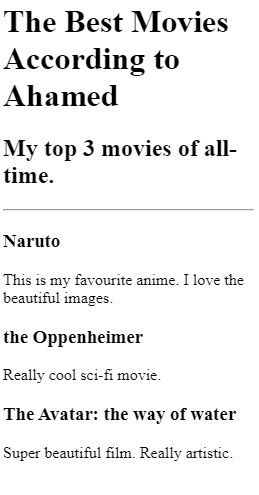 The Best Movies
According to
Ahamed
My top 3 movies of all-
time.
Naruto
This is my favourite anime. I love the
beautiful images.
the Oppenheimer
Really cool sci-fi movie.
The Avatar: the way of water
Super beautiful film. Really artistic.